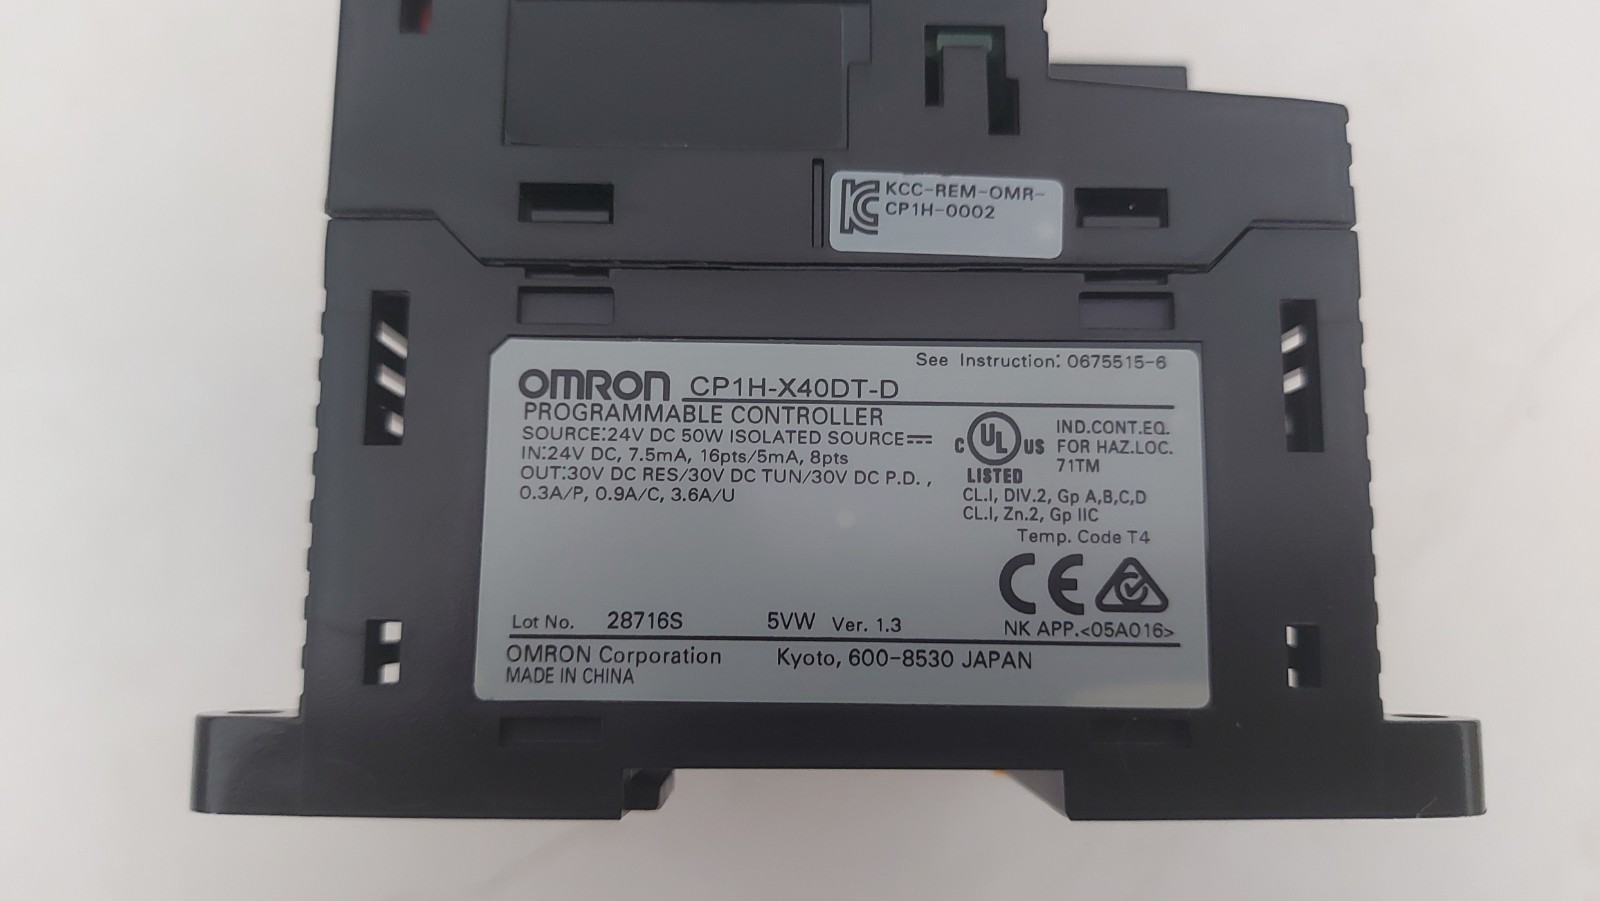 KCC-REM-OMR-
CP1H-0002
See Instruction: 0675515-6
OMRON CP1H-X40DT-D
PROGRAMMABLE CONTROLLER
SOURCE:24V DC 50W ISOLATED SOURCE⎓
IN:24V DC, 7.5mA, 16pts/5mA, 8pts
OUT:30V DC RES/30V DC TUN/30V DC P.D. ,
0.3A/P, 0.9A/C, 3.6A/U
C UL US
LISTED
IND.CONT.EQ.
FOR HAZ.LOC.
71TM
CL.I, DIV.2, Gp A,B,C,D
CL.I, Zn.2, Gp IIC
Temp. Code T4
CE
NK APP.<05A016>
Lot No. 28716S 5VW Ver. 1.3
OMRON Corporation Kyoto, 600-8530 JAPAN
MADE IN CHINA